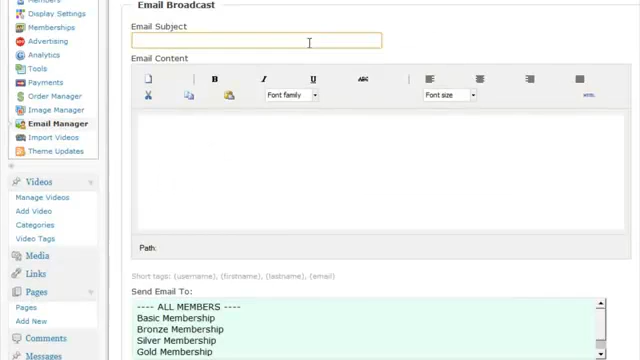 Members
Display Settings
Memberships
Advertising
Analytics
Tools
Payments
Order Manager
Image Manager
Email Manager
Import Videos
Theme Updates
Videos
Manage Videos
Add Video
Categories
Video Tags
Media
Links
Pages
Pages
Add New
Comments
Messages
Email Broadcast
Email Subject
Email Content
B I U ABC
Font family
Font size
HTML
Path:
Short tags: {username}, {firstname}, {lastname}, {email}
Send Email To:
---- ALL MEMBERS ----
Basic Membership
Bronze Membership
Silver Membership
Gold Membership